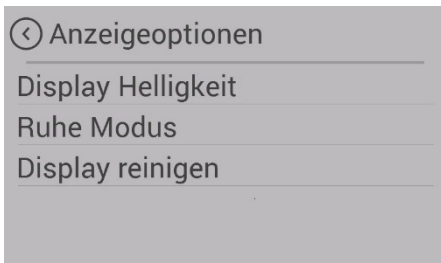 Anzeigeoptionen
Display Helligkeit
Ruhe Modus
Display reinigen